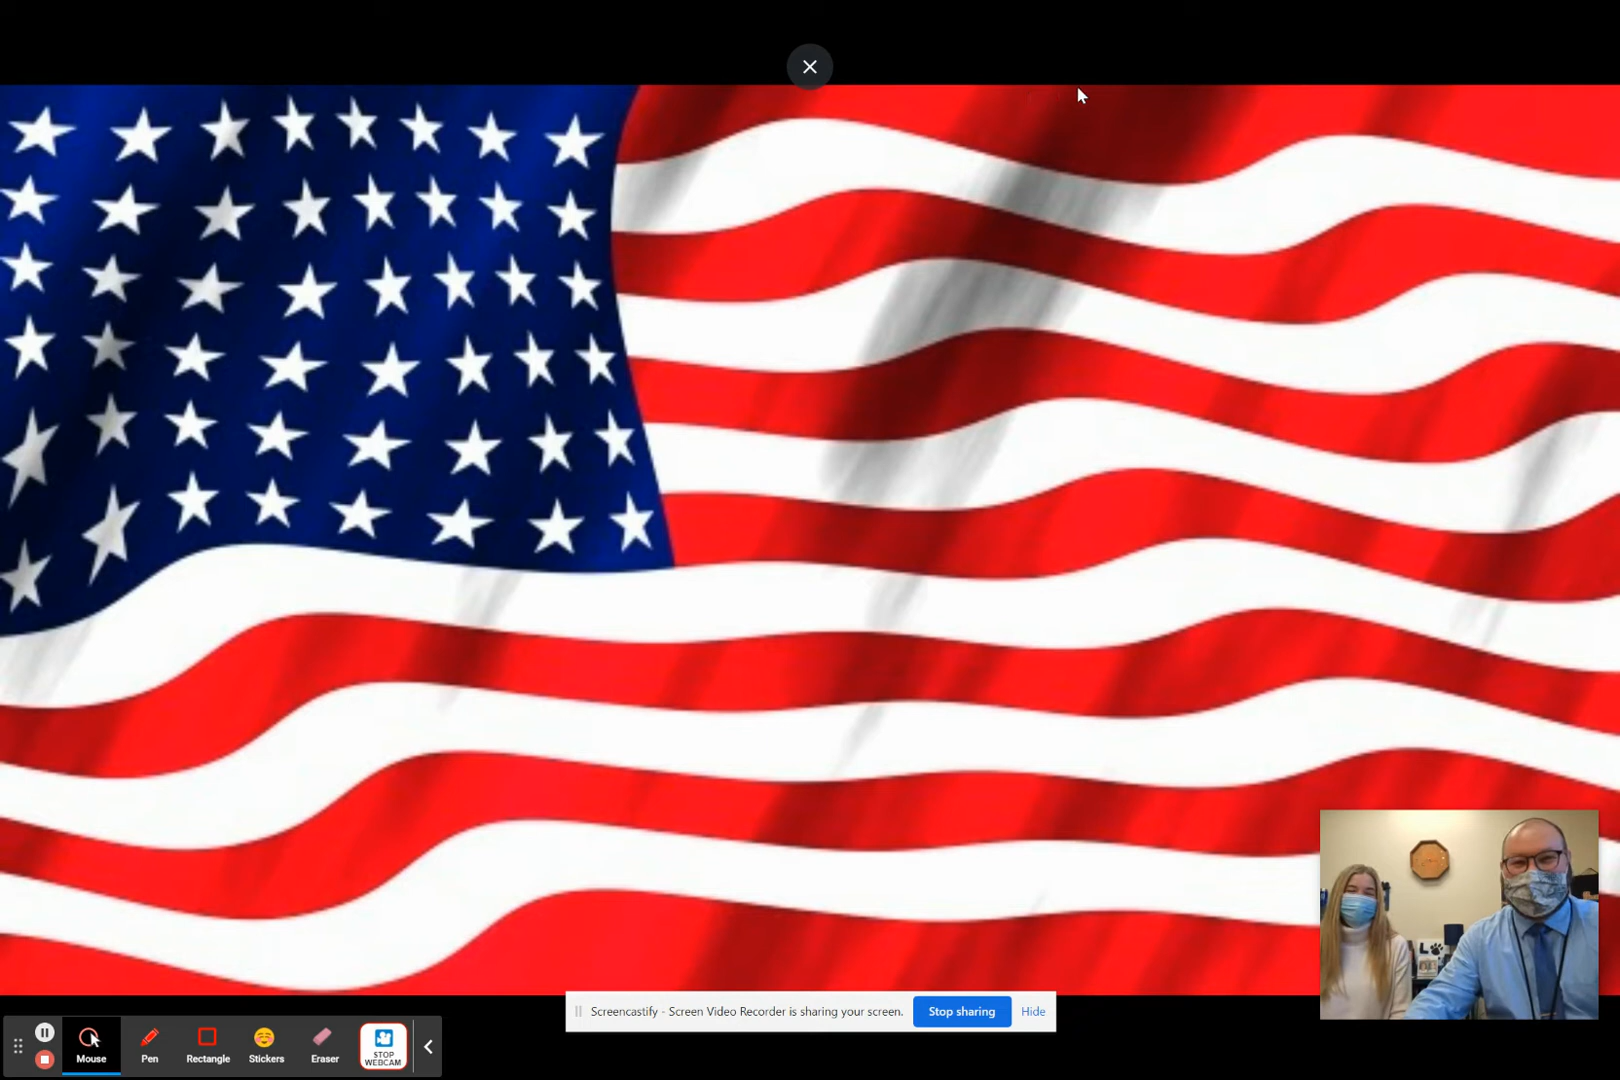 Screencastify - Screen Video Recorder is sharing your screen.
Stop sharing
Hide
Mouse
Pen
Rectangle
Stickers
Eraser
STOP
WEBCAM